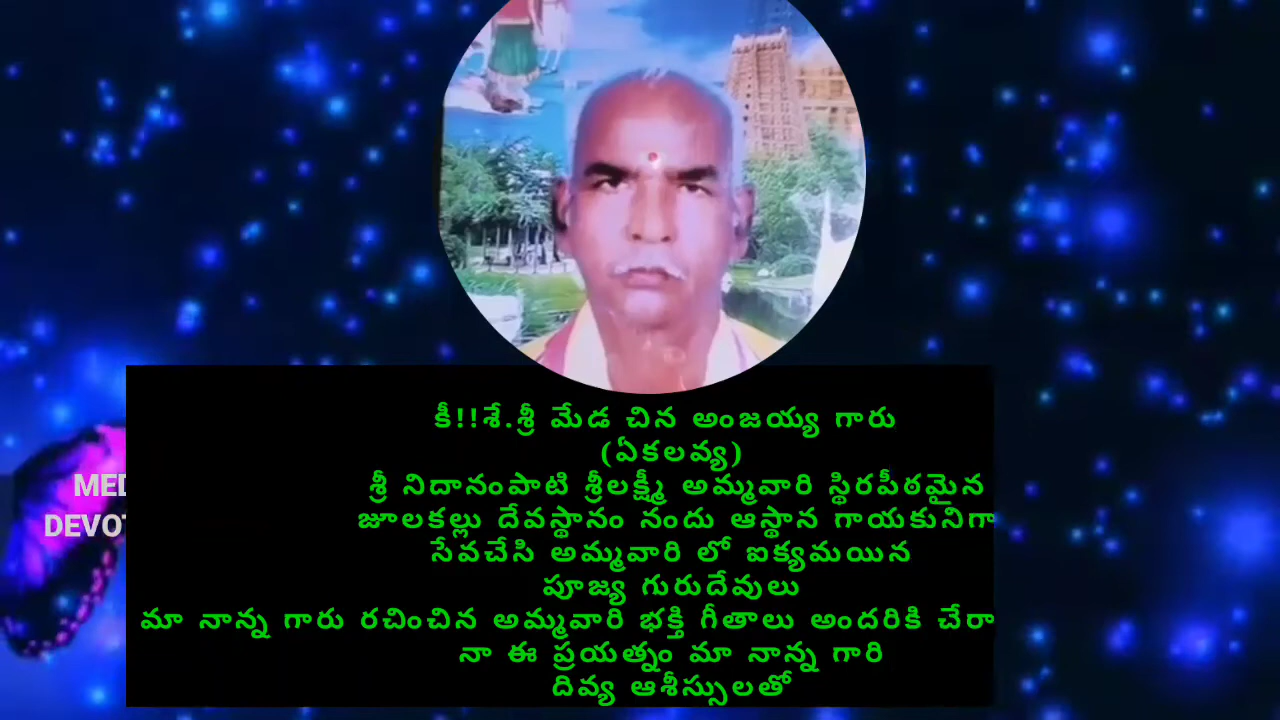 కీ!!శే.శ్రీ మేడ చిన అంజయ్య గారు
(ఏకలవ్య)
శ్రీ నిదానంపాటి శ్రీలక్ష్మీ అమ్మవారి స్థిరపీఠమైన
జూలకల్లు దేవస్థానం నందు ఆస్థాన గాయకునిగా
సేవచేసి అమ్మవారి లో ఐక్యమయిన
పూజ్య గురుదేవులు
మా నాన్న గారు రచించిన అమ్మవారి భక్తి గీతాలు అందరికి చేరా
నా ఈ ప్రయత్నం మా నాన్న గారి
దివ్య ఆశీస్సులతో